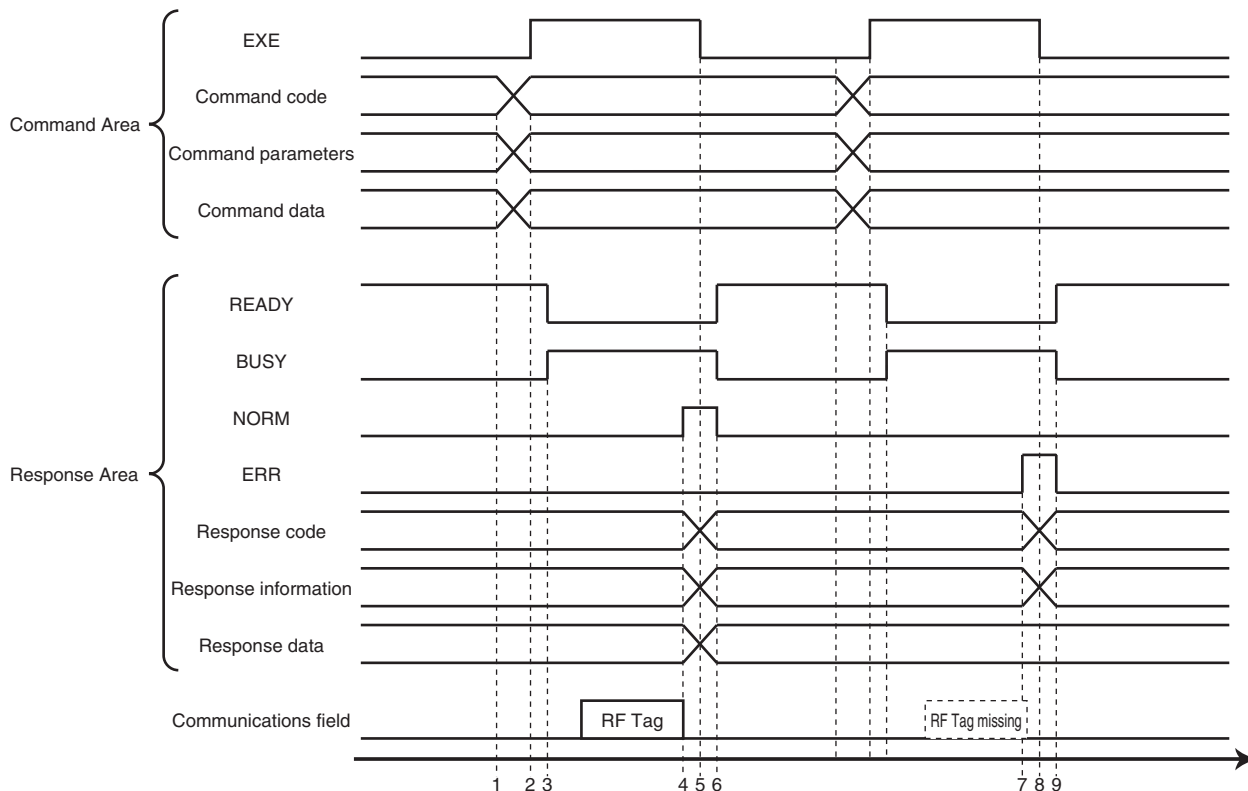 EXE
Command code
Command Area
Command parameters
Command data
READY
BUSY
NORM
Response Area
ERR
Response code
Response information
Response data
Communications field
RF Tag
RF Tag missing
1 2 3 4 5 6 7 8 9